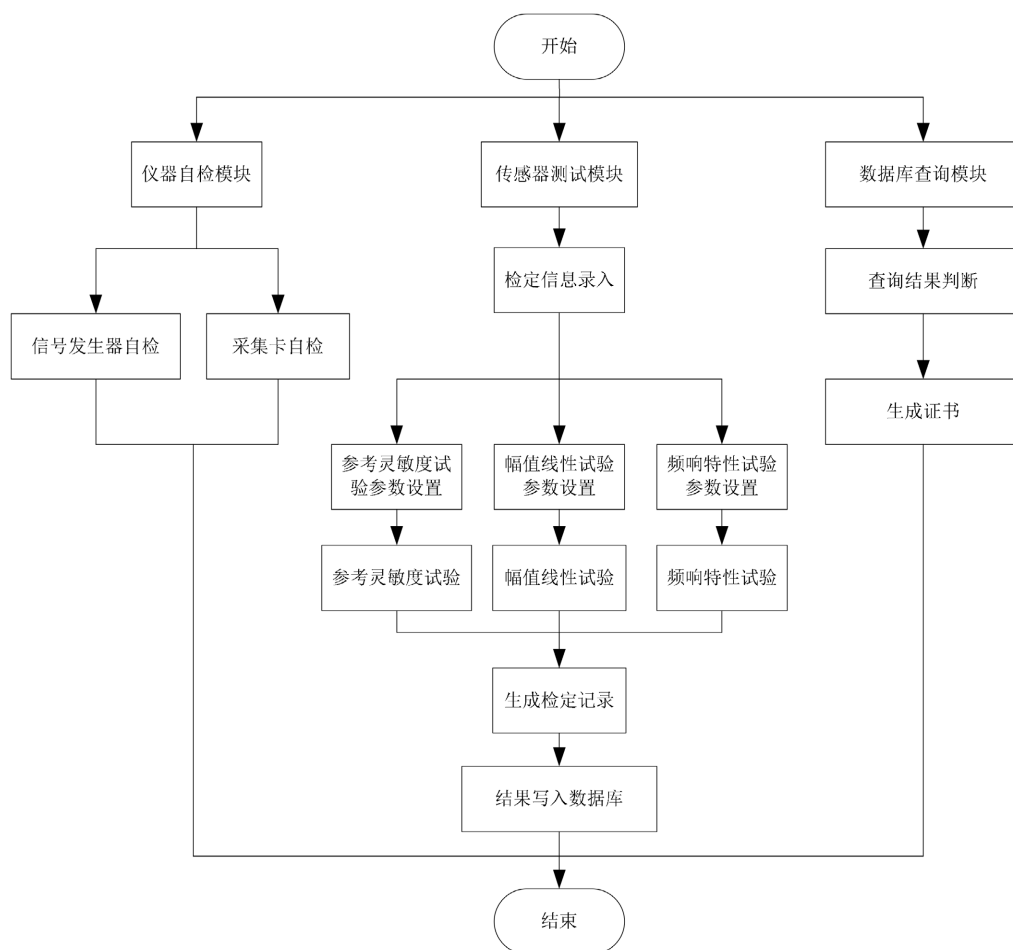 开始
仪器自检模块
传感器测试模块
数据库查询模块
检定信息录入
查询结果判断
信号发生器自检
采集卡自检
生成证书
参考灵敏度试
验参数设置
幅值线性试验
参数设置
频响特性试验
参数设置
参考灵敏度试验
幅值线性试验
频响特性试验
生成检定记录
结果写入数据库
结束